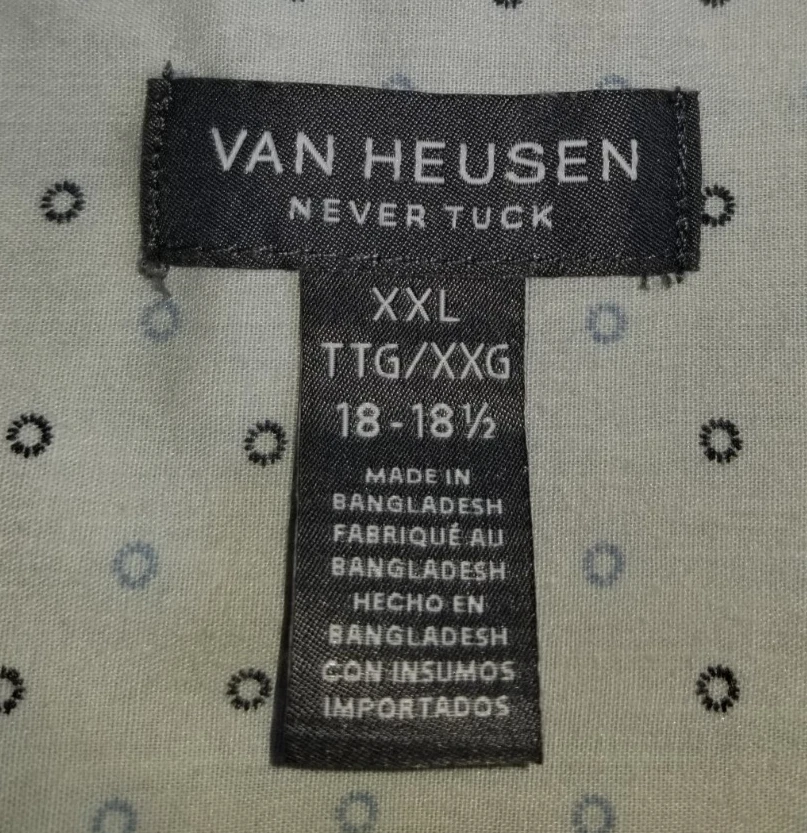 VAN HEUSEN
NEVER TUCK
XXL
TTG/XXG
18-18½
MADE IN
BANGLADESH
FABRIQUÉ AU
BANGLADESH
HECHO EN
BANGLADESH
CON INSUMOS
IMPORTADOS